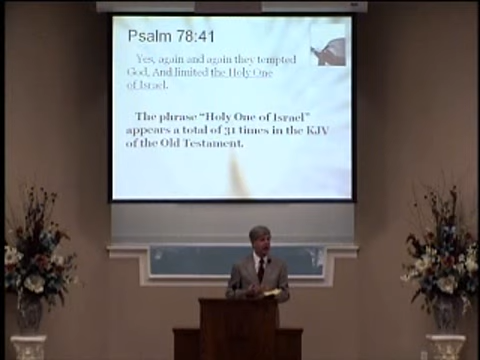 Psalm 78:41
Yes, again and again they tempted
God, And limited the Holy One
of Israel.
The phrase "Holy One of Israel"
appears a total of 31 times in the KJV
of the Old Testament.